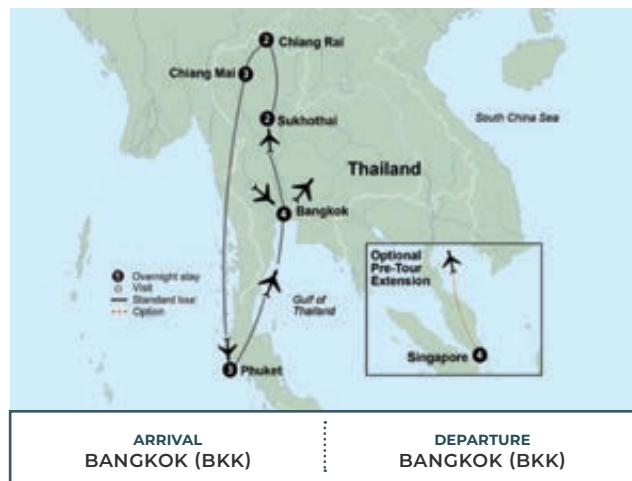 2 Chiang Rai
Chiang Mai 3
South China Sea
2 Sukhothai
Thailand
4 Bangkok
Optional
Pre-Tour
Extension
1 Overnight stay
Visit
Standard tour
Option
Gulf of
Thailand
Singapore 4
3 Phuket
ARRIVAL
BANGKOK (BKK)
DEPARTURE
BANGKOK (BKK)